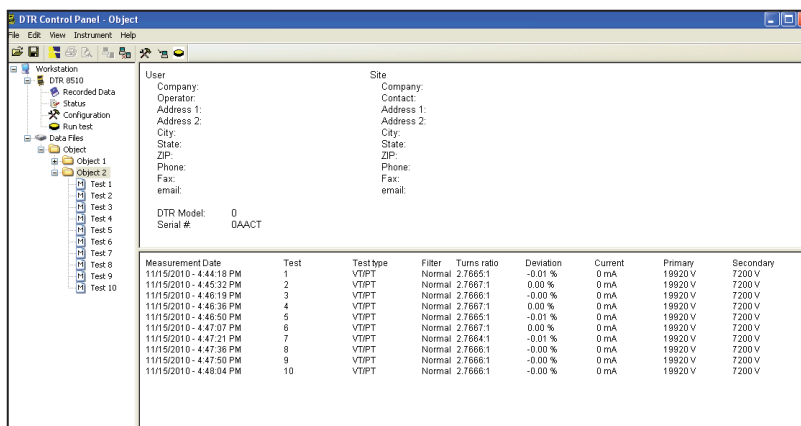 DTR Control Panel - Object
File Edit View Instrument Help
Workstation
DTR 8510
Recorded Data
Status
Configuration
Run test
Data Files
Object
Object 1
Object 2
Test 1
Test 2
Test 3
Test 4
Test 5
Test 6
Test 7
Test 8
Test 9
Test 10
User Site
Company: Company:
Operator: Contact:
Address 1: Address 1:
Address 2: Address 2:
City: City:
State: State:
ZIP: ZIP:
Phone: Phone:
Fax: Fax:
email: email:
DTR Model: 0
Serial #: 0AACT
Measurement Date Test Test type Filter Turns ratio Deviation Current Primary Secondary
11/15/2010 - 4:44:18 PM 1 VT/PT Normal 2.7665:1 -0.01 % 0 mA 19920 V 7200 V
11/15/2010 - 4:45:32 PM 2 VT/PT Normal 2.7667:1 0.00 % 0 mA 19920 V 7200 V
11/15/2010 - 4:46:19 PM 3 VT/PT Normal 2.7666:1 -0.00 % 0 mA 19920 V 7200 V
11/15/2010 - 4:46:36 PM 4 VT/PT Normal 2.7667:1 0.00 % 0 mA 19920 V 7200 V
11/15/2010 - 4:46:50 PM 5 VT/PT Normal 2.7665:1 -0.01 % 0 mA 19920 V 7200 V
11/15/2010 - 4:47:07 PM 6 VT/PT Normal 2.7667:1 0.00 % 0 mA 19920 V 7200 V
11/15/2010 - 4:47:21 PM 7 VT/PT Normal 2.7664:1 -0.01 % 0 mA 19920 V 7200 V
11/15/2010 - 4:47:36 PM 8 VT/PT Normal 2.7666:1 -0.00 % 0 mA 19920 V 7200 V
11/15/2010 - 4:47:50 PM 9 VT/PT Normal 2.7666:1 -0.00 % 0 mA 19920 V 7200 V
11/15/2010 - 4:48:04 PM 10 VT/PT Normal 2.7666:1 -0.00 % 0 mA 19920 V 7200 V